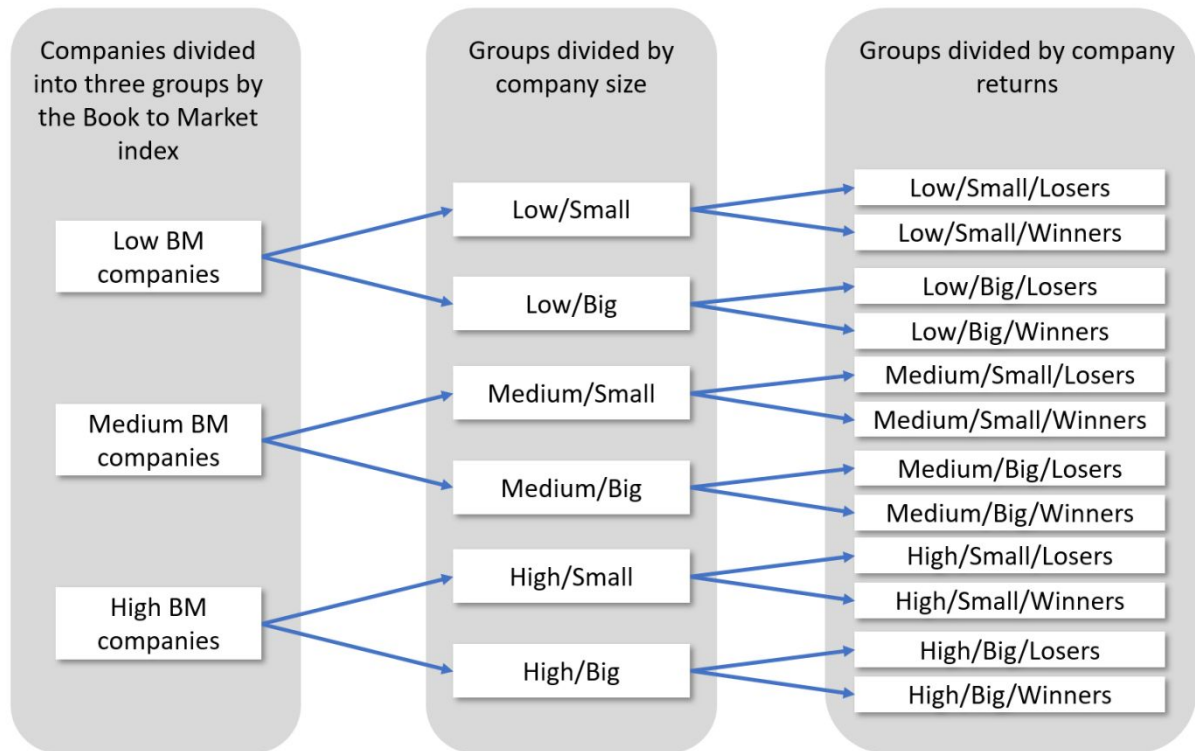 Companies divided
into three groups by
the Book to Market
index
Low BM
companies
Medium BM
companies
High BM
companies
Groups divided by
company size
Low/Small
Low/Big
Medium/Small
Medium/Big
High/Small
High/Big
Groups divided by company
returns
Low/Small/Losers
Low/Small/Winners
Low/Big/Losers
Low/Big/Winners
Medium/Small/Losers
Medium/Small/Winners
Medium/Big/Losers
Medium/Big/Winners
High/Small/Losers
High/Small/Winners
High/Big/Losers
High/Big/Winners